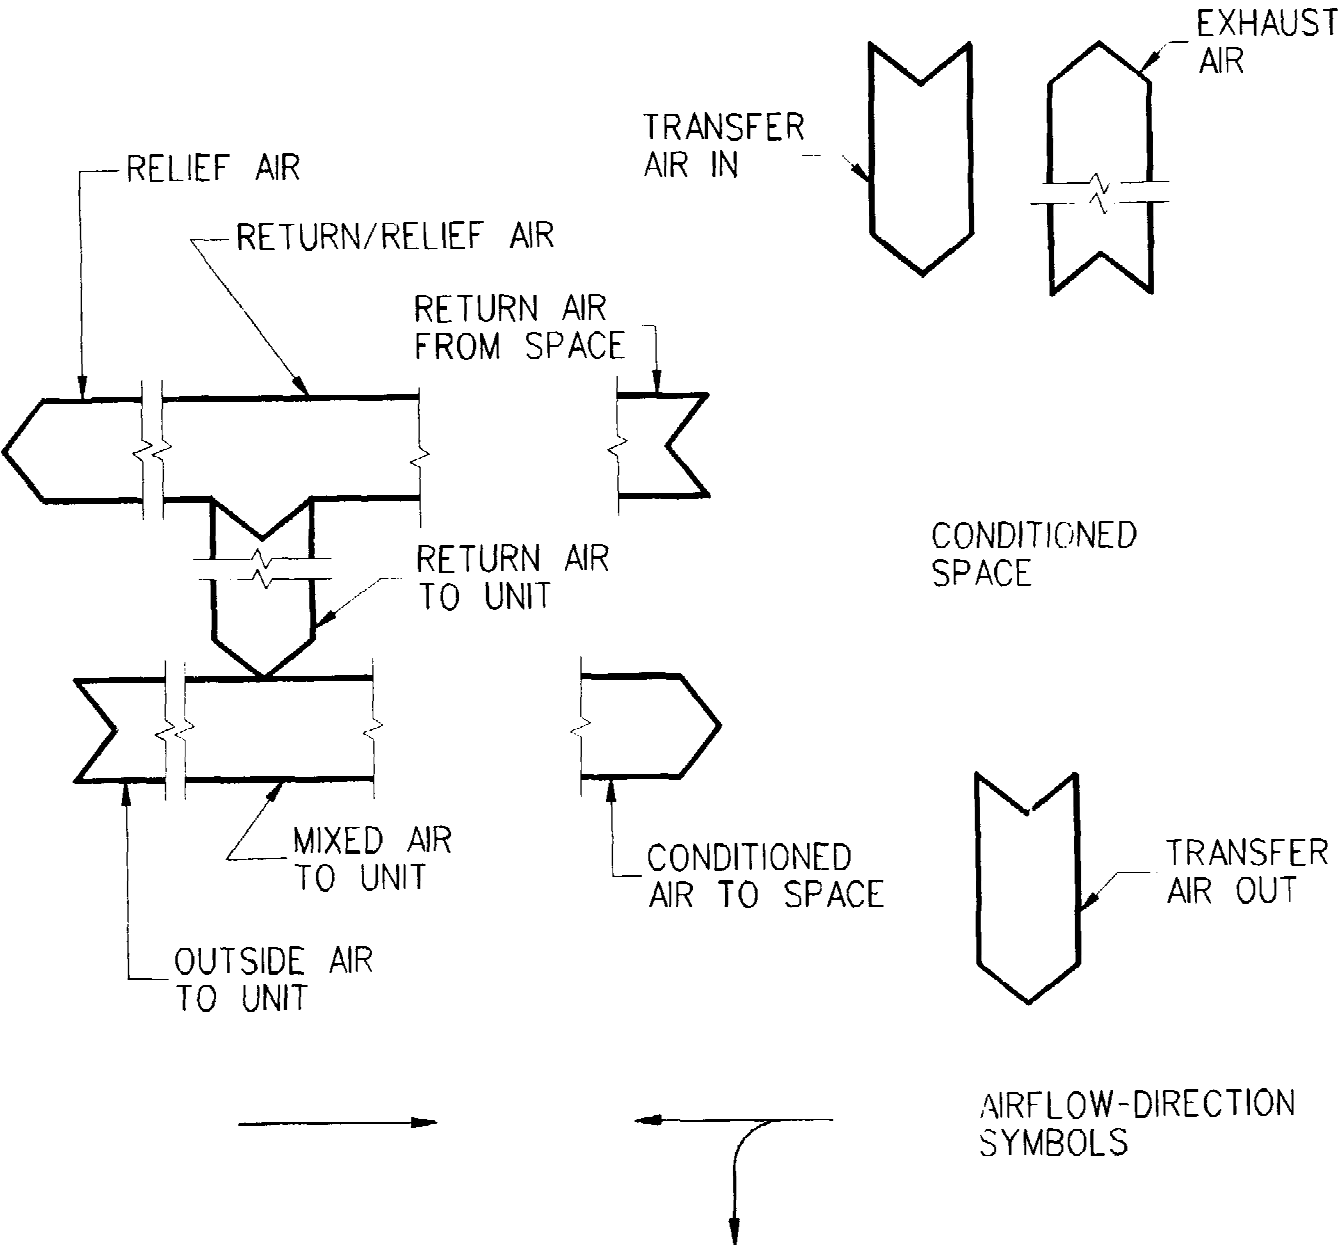 EXHAUST
AIR
TRANSFER
AIR IN
RELIEF AIR
RETURN/RELIEF AIR
RETURN AIR
FROM SPACE
CONDITIONED
SPACE
RETURN AIR
TO UNIT
MIXED AIR
TO UNIT
CONDITIONED
AIR TO SPACE
TRANSFER
AIR OUT
OUTSIDE AIR
TO UNIT
AIRFLOW-DIRECTION
SYMBOLS